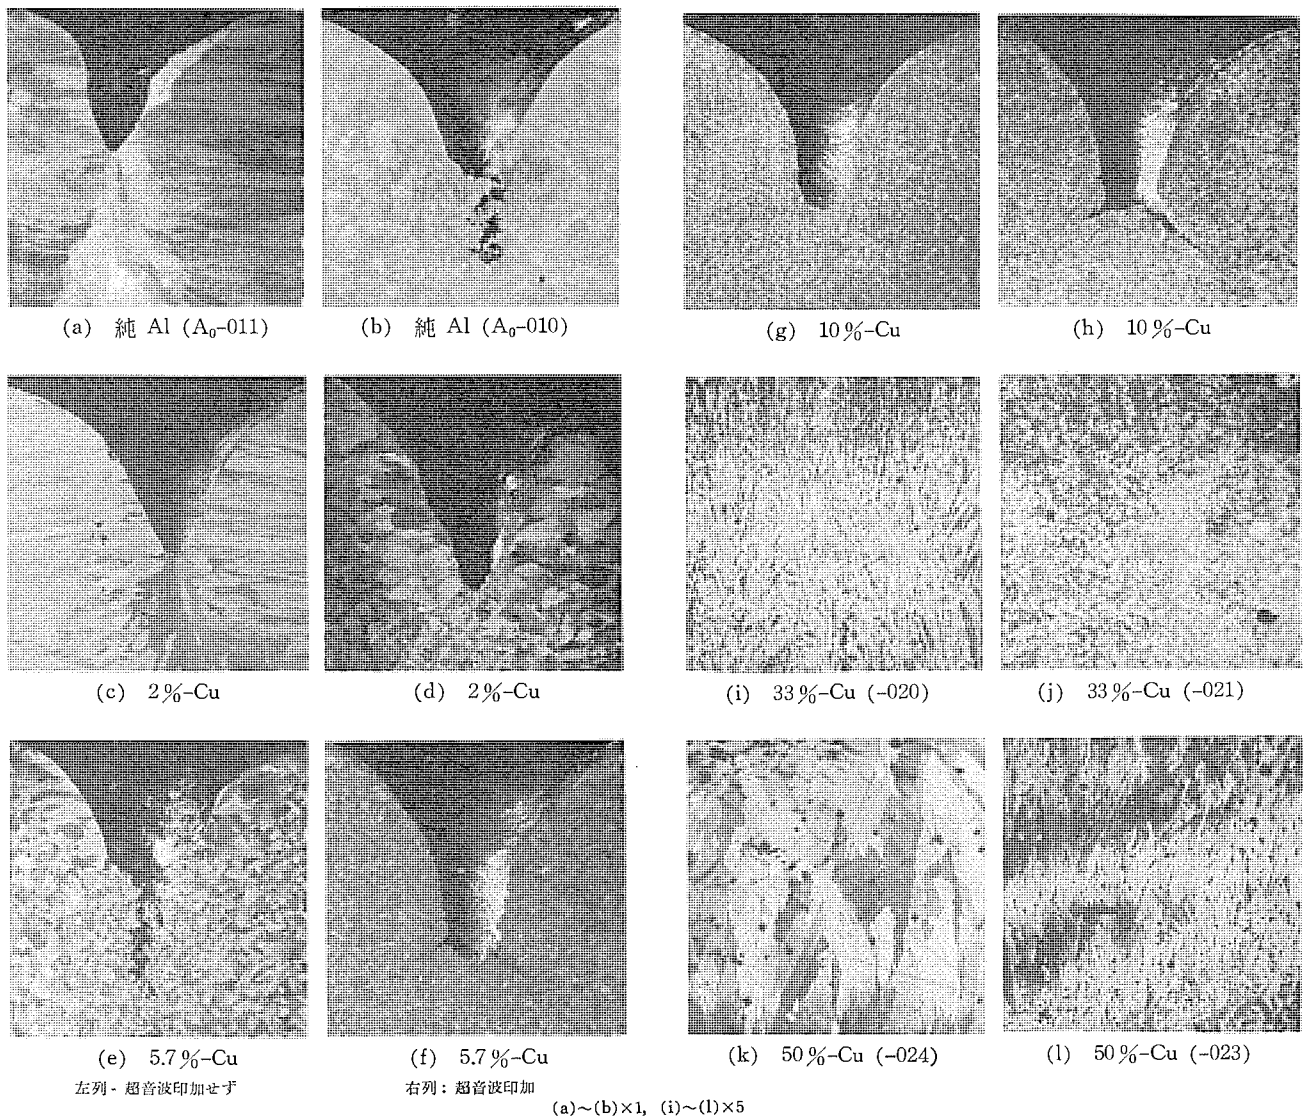 (a) 純 Al (A₀-011)
(b) 純 Al (A₀-010)
(g) 10%-Cu
(h) 10%-Cu
(c) 2%-Cu
(d) 2%-Cu
(i) 33%-Cu (-020)
(j) 33%-Cu (-021)
(e) 5.7%-Cu
(f) 5.7%-Cu
(k) 50%-Cu (-024)
(l) 50%-Cu (-023)
左列 - 超音波印加せず
右列 : 超音波印加
(a)~(b)×1, (i)~(l)×5